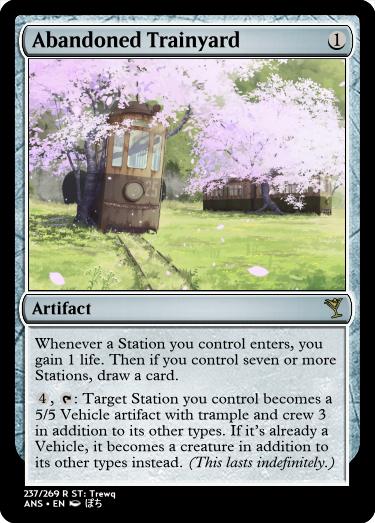 Abandoned Trainyard 1
Artifact
Whenever a Station you control enters, you
gain 1 life. Then if you control seven or more
Stations, draw a card.
4, : Target Station you control becomes a
5/5 Vehicle artifact with trample and crew 3
in addition to its other types. If it's already a
Vehicle, it becomes a creature in addition to
its other types instead. (This lasts indefinitely.)
237/269 R ST: Trewq
ANS • EN ぽち